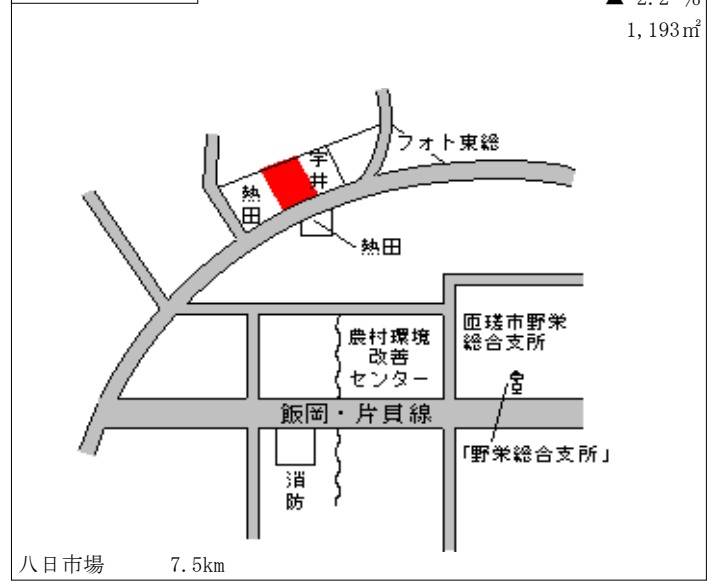 ▲ 2.2 %
1,193㎡
フォト東総
宇井
熱田
熱田
匝瑳市野栄
総合支所
農村環境
改善
センター
飯岡・片貝線
「野栄総合支所」
消防
八日市場 7.5km